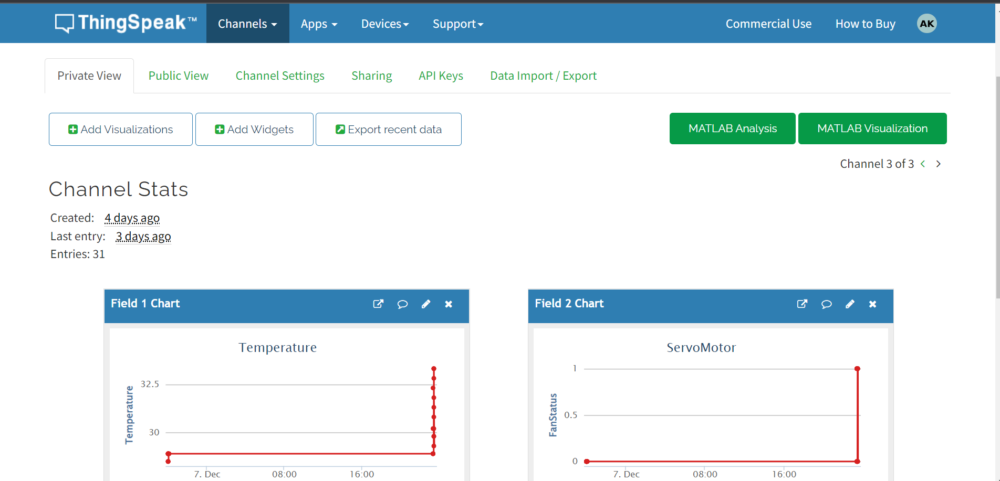 ThingSpeak™ Channels Apps Devices Support Commercial Use How to Buy AK
Private View Public View Channel Settings Sharing API Keys Data Import / Export
Add Visualizations Add Widgets Export recent data MATLAB Analysis MATLAB Visualization
Channel 3 of 3
Channel Stats
Created: 4 days ago
Last entry: 3 days ago
Entries: 31
Field 1 Chart
Temperature
Temperature
32.5
30
7. Dec 08:00 16:00
Field 2 Chart
ServoMotor
FanStatus
1
0.5
0
7. Dec 08:00 16:00